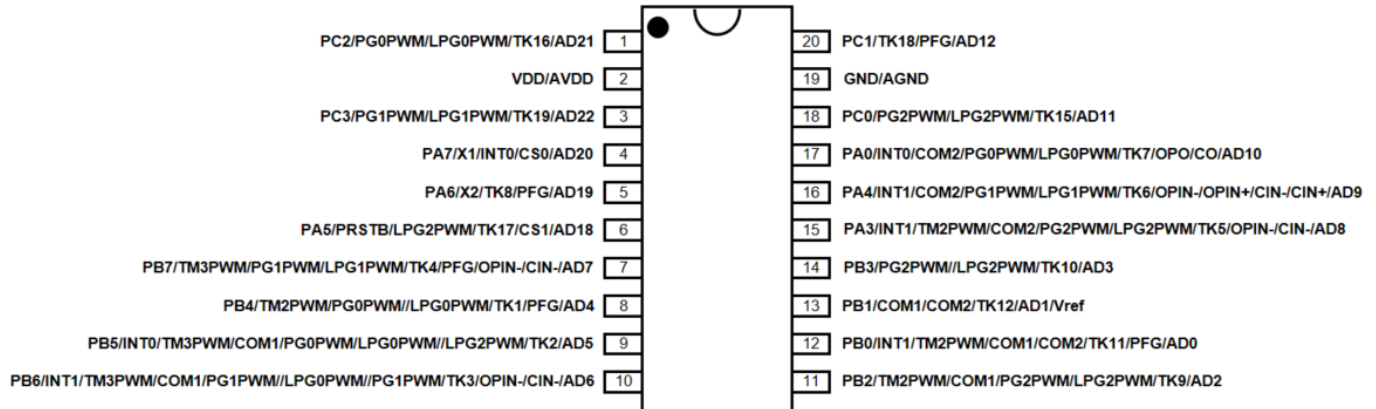 PC2/PG0PWM/LPG0PWM/TK16/AD21 1 20 PC1/TK18/PFG/AD12
VDD/AVDD 2 19 GND/AGND
PC3/PG1PWM/LPG1PWM/TK19/AD22 3 18 PC0/PG2PWM/LPG2PWM/TK15/AD11
PA7/X1/INT0/CS0/AD20 4 17 PA0/INT0/COM2/PG0PWM/LPG0PWM/TK7/OPO/CO/AD10
PA6/X2/TK8/PFG/AD19 5 16 PA4/INT1/COM2/PG1PWM/LPG1PWM/TK6/OPIN-/OPIN+/CIN-/CIN+/AD9
PA5/PRSTB/LPG2PWM/TK17/CS1/AD18 6 15 PA3/INT1/TM2PWM/COM2/PG2PWM/LPG2PWM/TK5/OPIN-/CIN-/AD8
PB7/TM3PWM/PG1PWM/LPG1PWM/TK4/PFG/OPIN-/CIN-/AD7 7 14 PB3/PG2PWM//LPG2PWM/TK10/AD3
PB4/TM2PWM/PG0PWM//LPG0PWM/TK1/PFG/AD4 8 13 PB1/COM1/COM2/TK12/AD1/Vref
PB5/INT0/TM3PWM/COM1/PG0PWM/LPG0PWM//LPG2PWM/TK2/AD5 9 12 PB0/INT1/TM2PWM/COM1/COM2/TK11/PFG/AD0
PB6/INT1/TM3PWM/COM1/PG1PWM//LPG0PWM//PG1PWM/TK3/OPIN-/CIN-/AD6 10 11 PB2/TM2PWM/COM1/PG2PWM/LPG2PWM/TK9/AD2